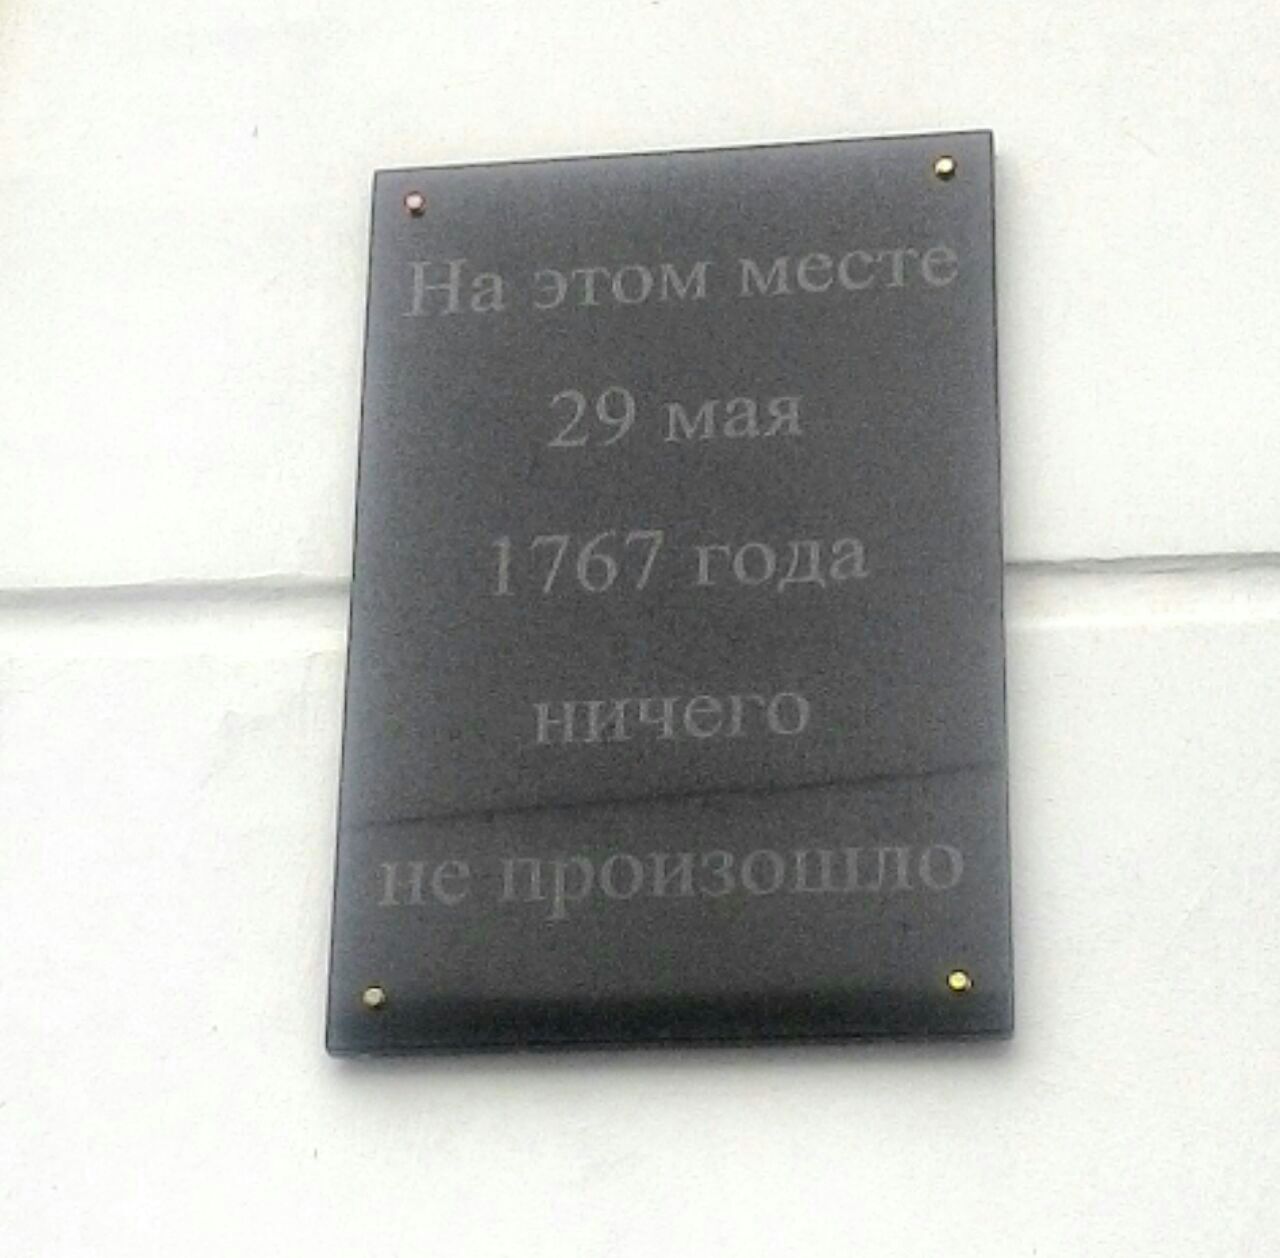 На этом месте
29 мая
1767 года
ничего
не произошло